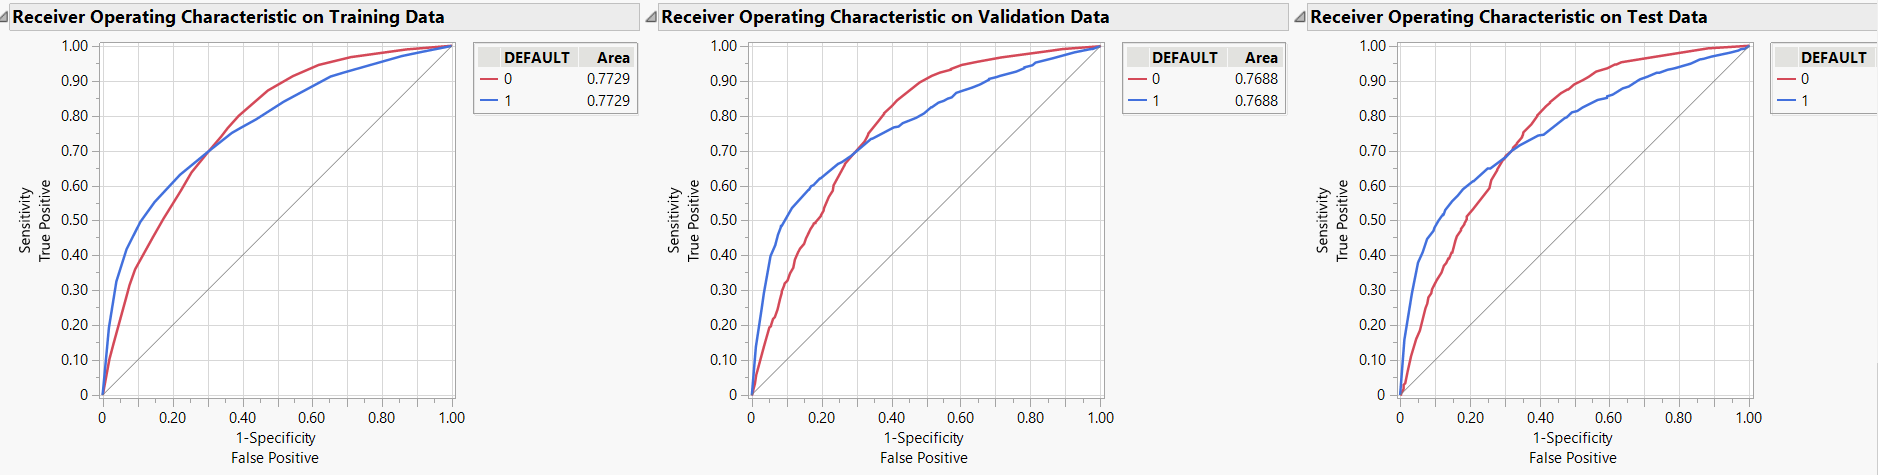 Receiver Operating Characteristic on Training Data
1.00
0.90
0.80
0.70
0.60
0.50
0.40
0.30
0.20
0.10
0
Sensitivity
True Positive
0 0.20 0.40 0.60 0.80 1.00
1-Specificity
False Positive
DEFAULT Area
0 0.7729
1 0.7729
Receiver Operating Characteristic on Validation Data
1.00
0.90
0.80
0.70
0.60
0.50
0.40
0.30
0.20
0.10
0
Sensitivity
True Positive
0 0.20 0.40 0.60 0.80 1.00
1-Specificity
False Positive
DEFAULT Area
0 0.7688
1 0.7688
Receiver Operating Characteristic on Test Data
1.00
0.90
0.80
0.70
0.60
0.50
0.40
0.30
0.20
0.10
0
Sensitivity
True Positive
0 0.20 0.40 0.60 0.80 1.00
1-Specificity
False Positive
DEFAULT
0
1